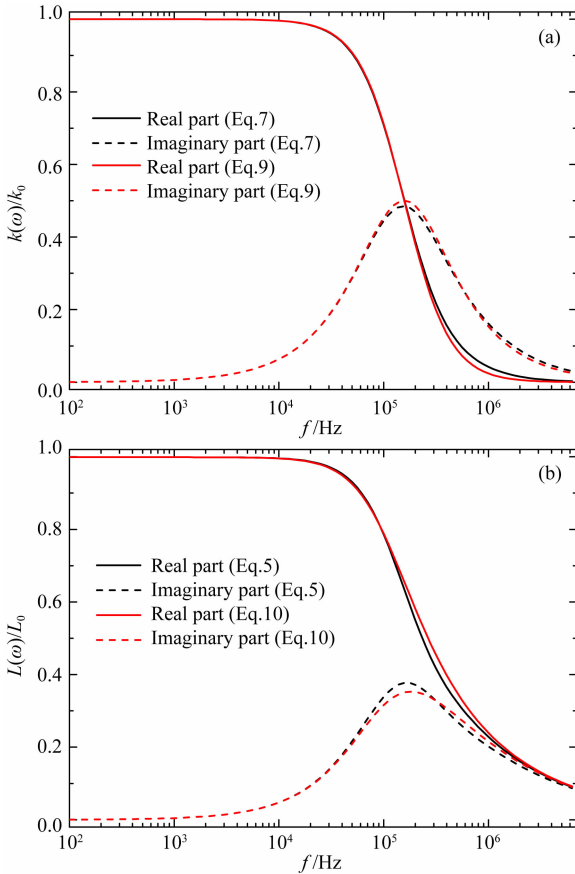 (a)
1.0
0.8
0.6
0.4
0.2
0.0
k(ω)/k₀
Real part (Eq.7)
Imaginary part (Eq.7)
Real part (Eq.9)
Imaginary part (Eq.9)
10² 10³ 10⁴ 10⁵ 10⁶
f/Hz
(b)
1.0
0.8
0.6
0.4
0.2
0.0
L(ω)/L₀
Real part (Eq.5)
Imaginary part (Eq.5)
Real part (Eq.10)
Imaginary part (Eq.10)
10² 10³ 10⁴ 10⁵ 10⁶
f/Hz